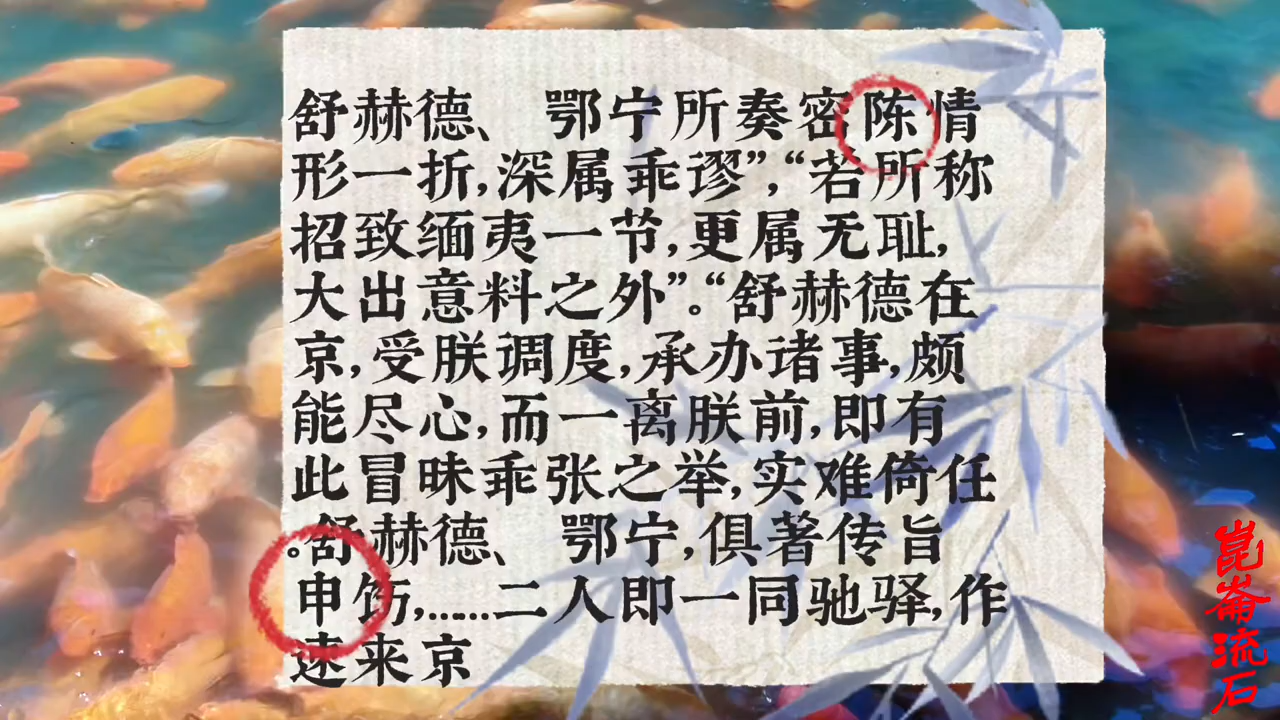 舒赫德、 鄂宁所奏密陈情
形一折,深属乖谬”,“若所称
招致缅夷一节,更属无耻,
大出意料之外”。“舒赫德在
京,受朕调度,承办诸事,颇
能尽心,而一离朕前,即有
此冒昧乖张之举,实难倚任
。舒赫德、 鄂宁,俱著传旨
申饬,……二人即一同驰驿,作
速来京
崑崙流石